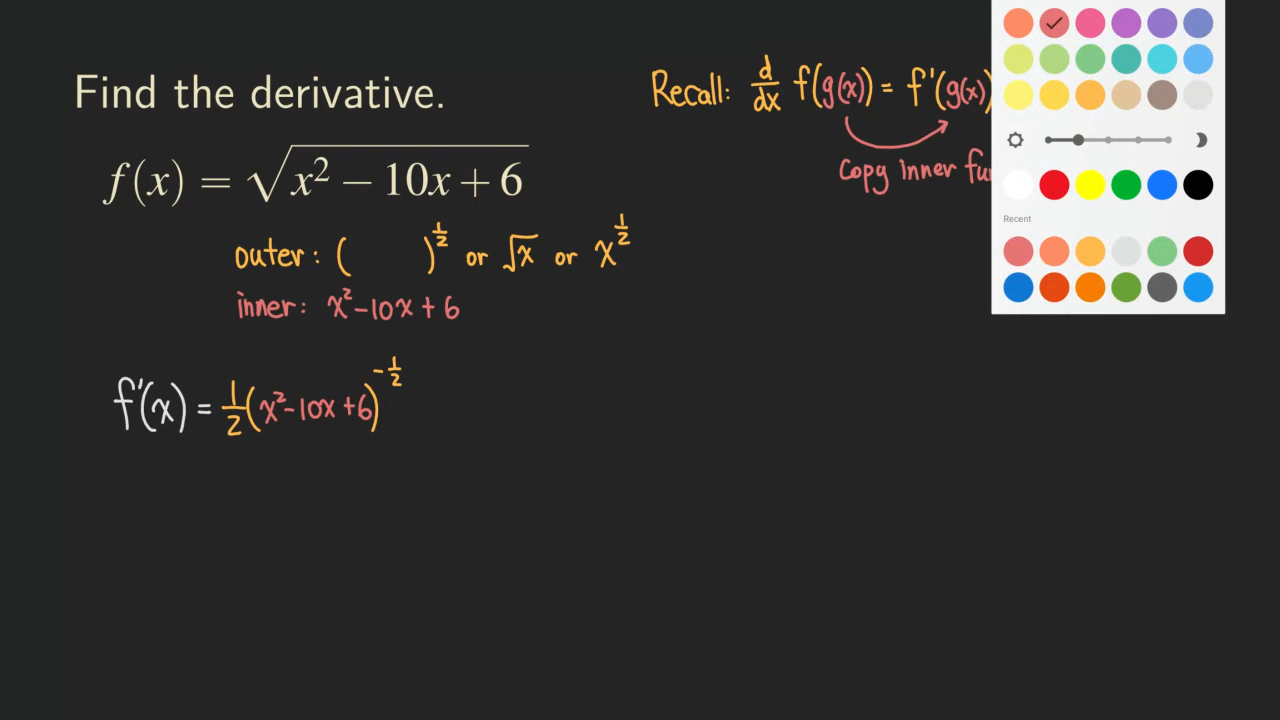 Find the derivative.
f(x) = √(x² − 10x + 6)
outer: (    )^(1/2) or √x or x^(1/2)
inner: x² − 10x + 6
f'(x) = 1/2 (x² − 10x + 6)^(−1/2)
Recall: d/dx f(g(x)) = f'(g(x)
Copy inner
Recent